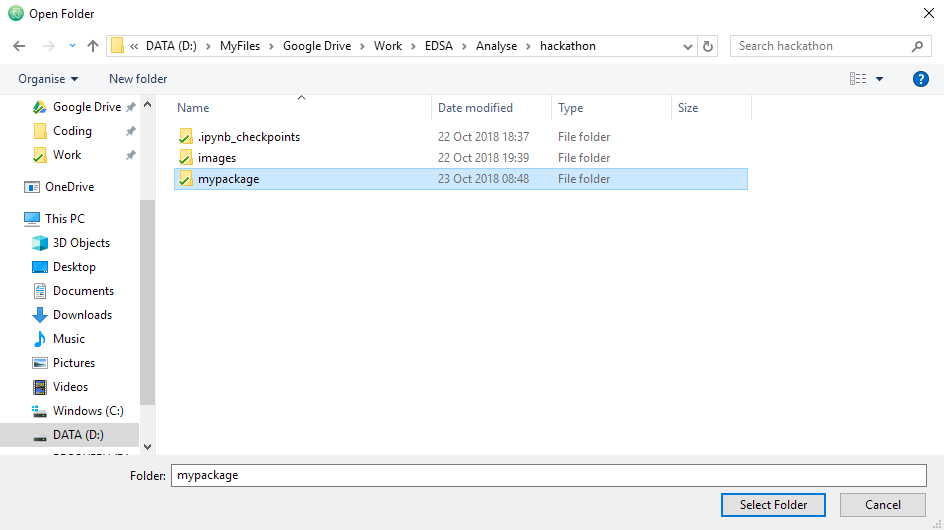 Open Folder
« DATA (D:) > MyFiles > Google Drive > Work > EDSA > Analyse > hackathon
Search hackathon
Organise New folder
Name Date modified Type Size
Google Drive
Coding
Work
OneDrive
This PC
3D Objects
Desktop
Documents
Downloads
Music
Pictures
Videos
Windows (C:)
DATA (D:)
.ipynb_checkpoints 22 Oct 2018 18:37 File folder
images 22 Oct 2018 19:39 File folder
mypackage 23 Oct 2018 08:48 File folder
Folder: mypackage
Select Folder Cancel